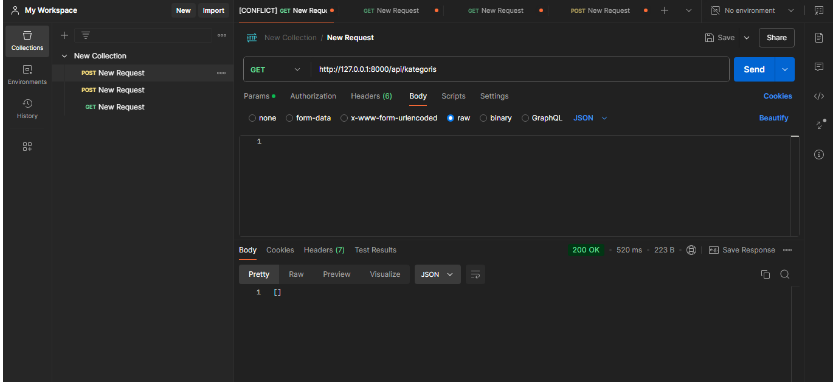 My Workspace New Import [CONFLICT] GET New Requ GET New Request GET New Request POST New Request No environment
Collections
Environments
History
New Collection
POST New Request
POST New Request
GET New Request
New Collection / New Request Save Share
GET http://127.0.0.1:8000/api/kategoris Send
Params Authorization Headers (6) Body Scripts Settings Cookies
none form-data x-www-form-urlencoded raw binary GraphQL JSON Beautify
1
Body Cookies Headers (7) Test Results 200 OK 520 ms 223 B Save Response
Pretty Raw Preview Visualize JSON
1 []